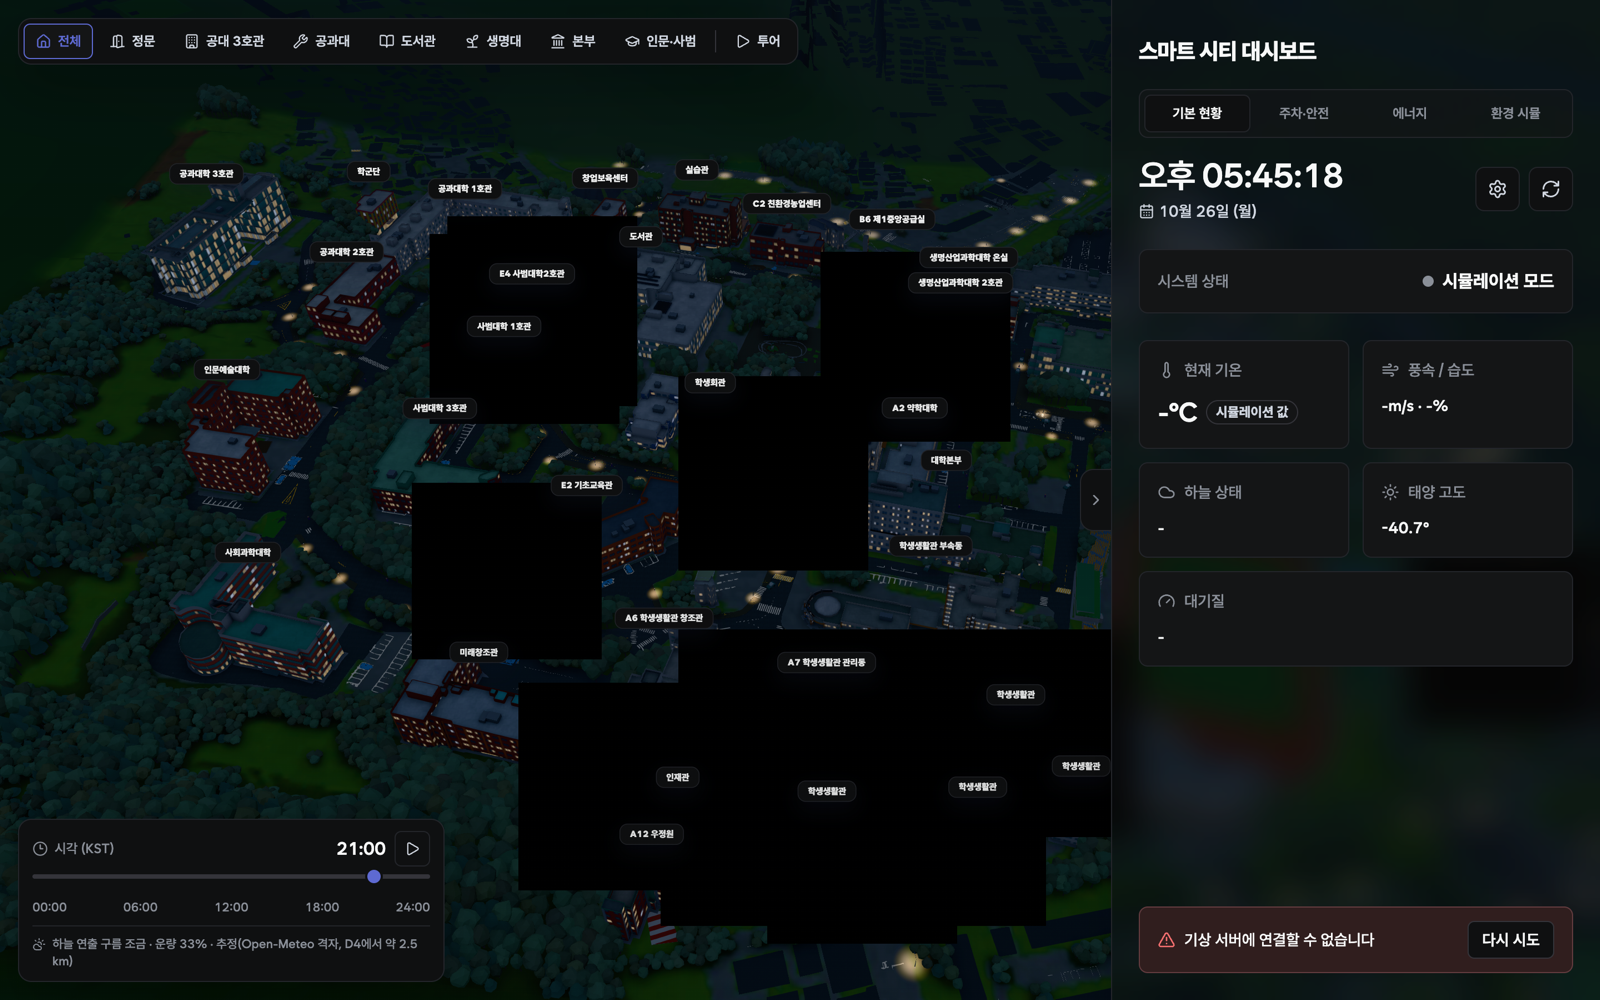 전체 정문 공대 3호관 공과대 도서관 생명대 본부 인문·사범 투어
공과대학 3호관
학군단
공과대학 1호관
창업보육센터
실습관
C2 친환경농업센터
B6 제1중앙공급실
도서관
공과대학 2호관
생명산업과학대학 온실
E4 사범대학2호관
생명산업과학대학 2호관
사범대학 1호관
인문예술대학
학생회관
사범대학 3호관
A2 약학대학
대학본부
E2 기초교육관
학생생활관 부속동
사회과학대학
A6 학생생활관 창조관
미래창조관
A7 학생생활관 관리동
학생생활관
학생생활관
인재관
학생생활관
학생생활관
A12 우정원
시각 (KST) 21:00
00:00 06:00 12:00 18:00 24:00
하늘 연출 구름 조금 · 운량 33% · 추정(Open-Meteo 격자, D4에서 약 2.5
km)
스마트 시티 대시보드
기본 현황 주차·안전 에너지 환경 시뮬
오후 05:45:18
10월 26일 (월)
시스템 상태 시뮬레이션 모드
현재 기온
-°C 시뮬레이션 값
풍속 / 습도
-m/s · -%
하늘 상태
-
태양 고도
-40.7°
대기질
-
기상 서버에 연결할 수 없습니다 다시 시도